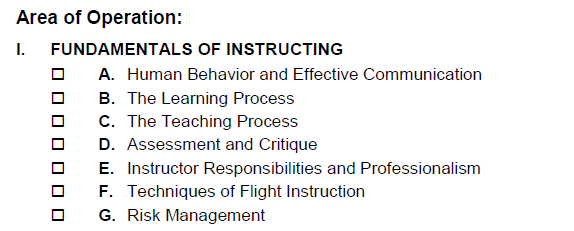 Area of Operation:
I. FUNDAMENTALS OF INSTRUCTING
A. Human Behavior and Effective Communication
B. The Learning Process
C. The Teaching Process
D. Assessment and Critique
E. Instructor Responsibilities and Professionalism
F. Techniques of Flight Instruction
G. Risk Management